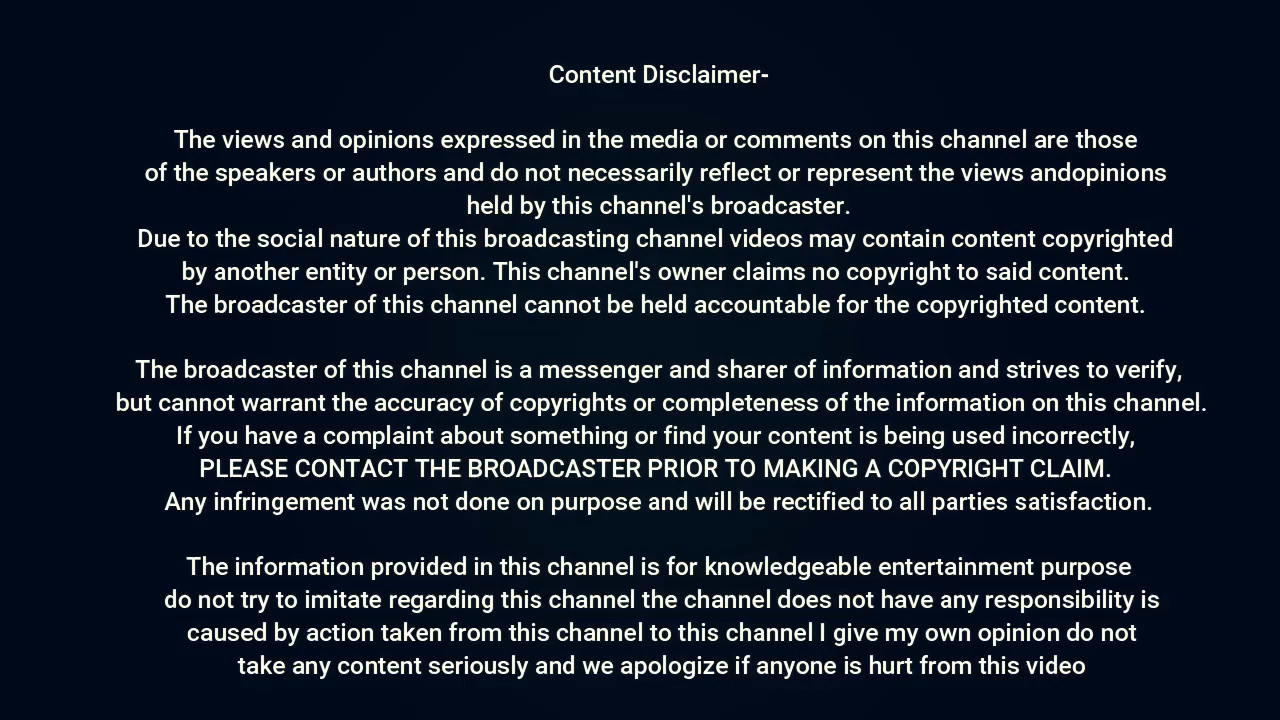 Content Disclaimer-
The views and opinions expressed in the media or comments on this channel are those
of the speakers or authors and do not necessarily reflect or represent the views andopinions
held by this channel's broadcaster.
Due to the social nature of this broadcasting channel videos may contain content copyrighted
by another entity or person. This channel's owner claims no copyright to said content.
The broadcaster of this channel cannot be held accountable for the copyrighted content.
The broadcaster of this channel is a messenger and sharer of information and strives to verify,
but cannot warrant the accuracy of copyrights or completeness of the information on this channel.
If you have a complaint about something or find your content is being used incorrectly,
PLEASE CONTACT THE BROADCASTER PRIOR TO MAKING A COPYRIGHT CLAIM.
Any infringement was not done on purpose and will be rectified to all parties satisfaction.
The information provided in this channel is for knowledgeable entertainment purpose
do not try to imitate regarding this channel the channel does not have any responsibility is
caused by action taken from this channel to this channel I give my own opinion do not
take any content seriously and we apologize if anyone is hurt from this video